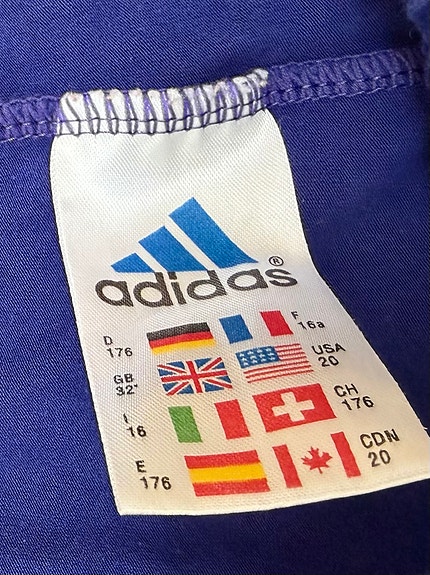 adidas®
D 176 F 16a
GB 32" USA 20
I 16 CH 176
E 176 CDN 20